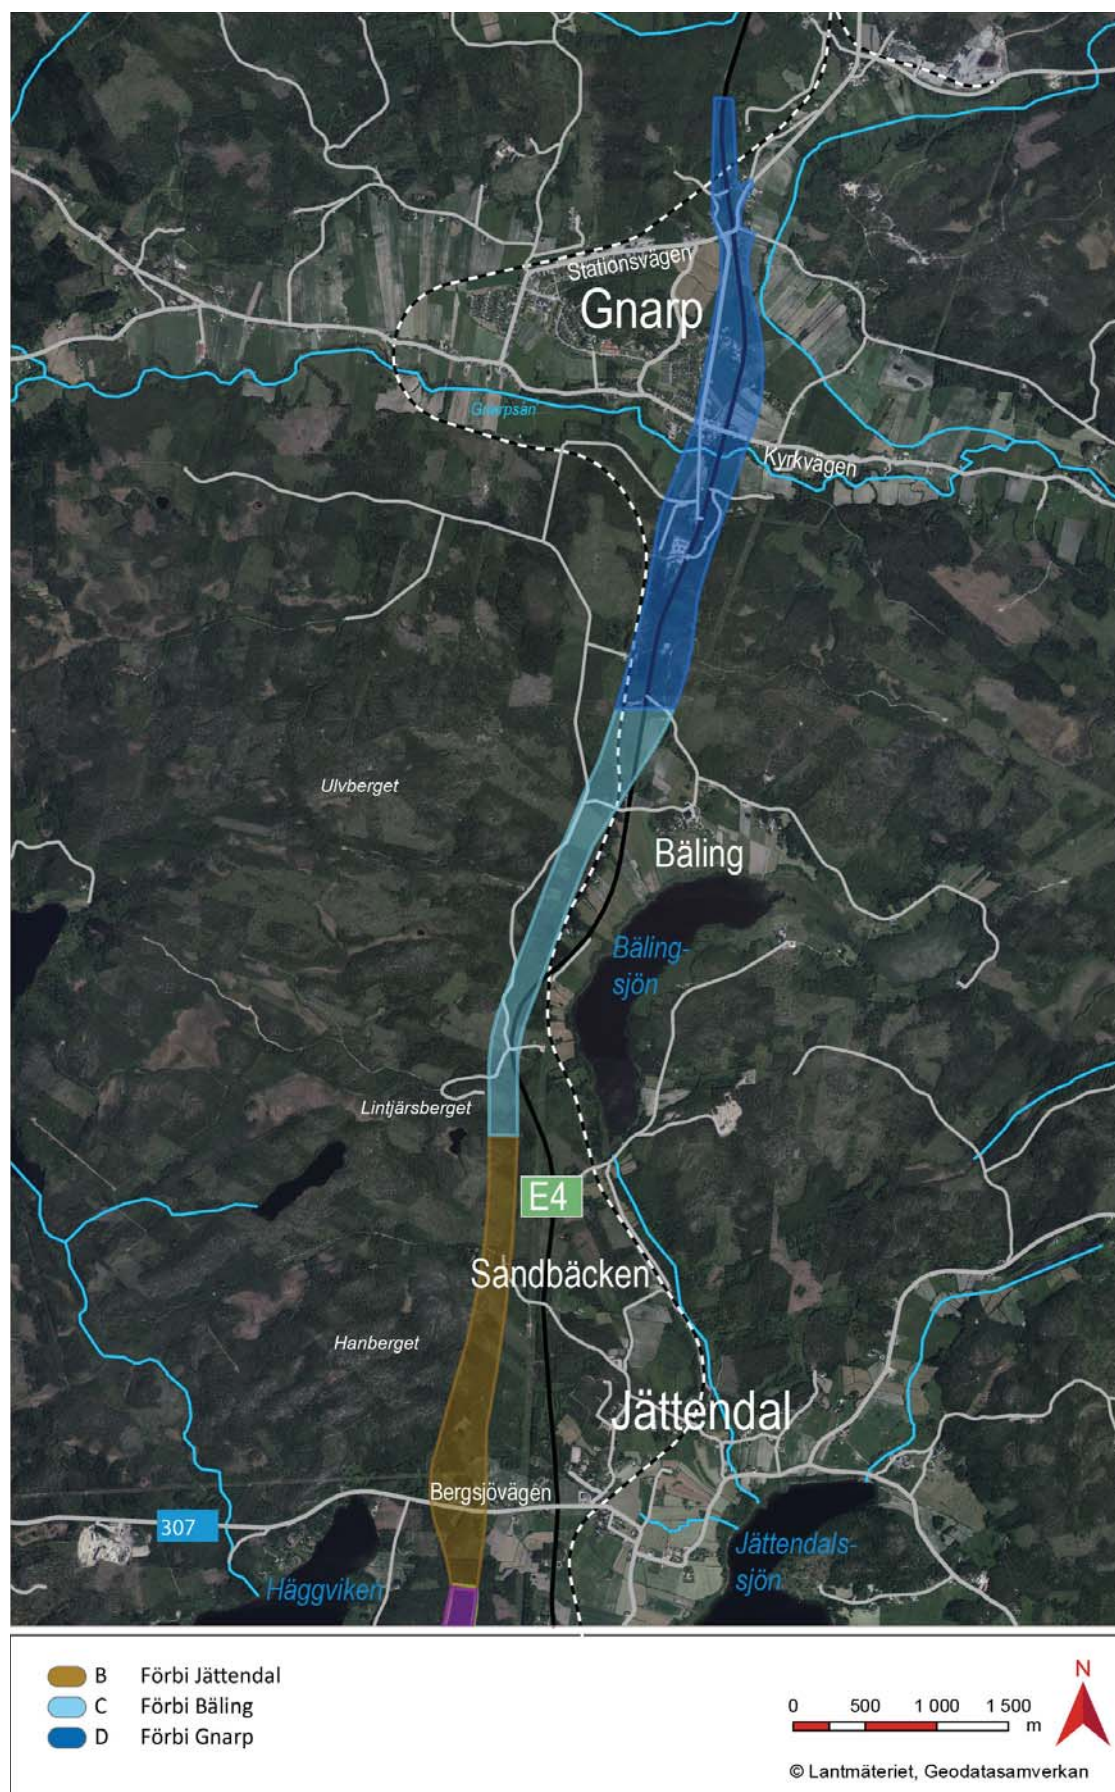 Stationsvägen
Gnarp
Gnarpsån
Kyrkvägen
Ulvberget
Bäling
Bäling-
sjön
Lintjärsberget
E4
Sandbäcken
Hanberget
Jättendal
Bergsjövägen
307
Häggviken
Jättendals-
sjön
B Förbi Jättendal
C Förbi Bäling
D Förbi Gnarp
N
0 500 1 000 1 500
m
© Lantmäteriet, Geodatasamverkan